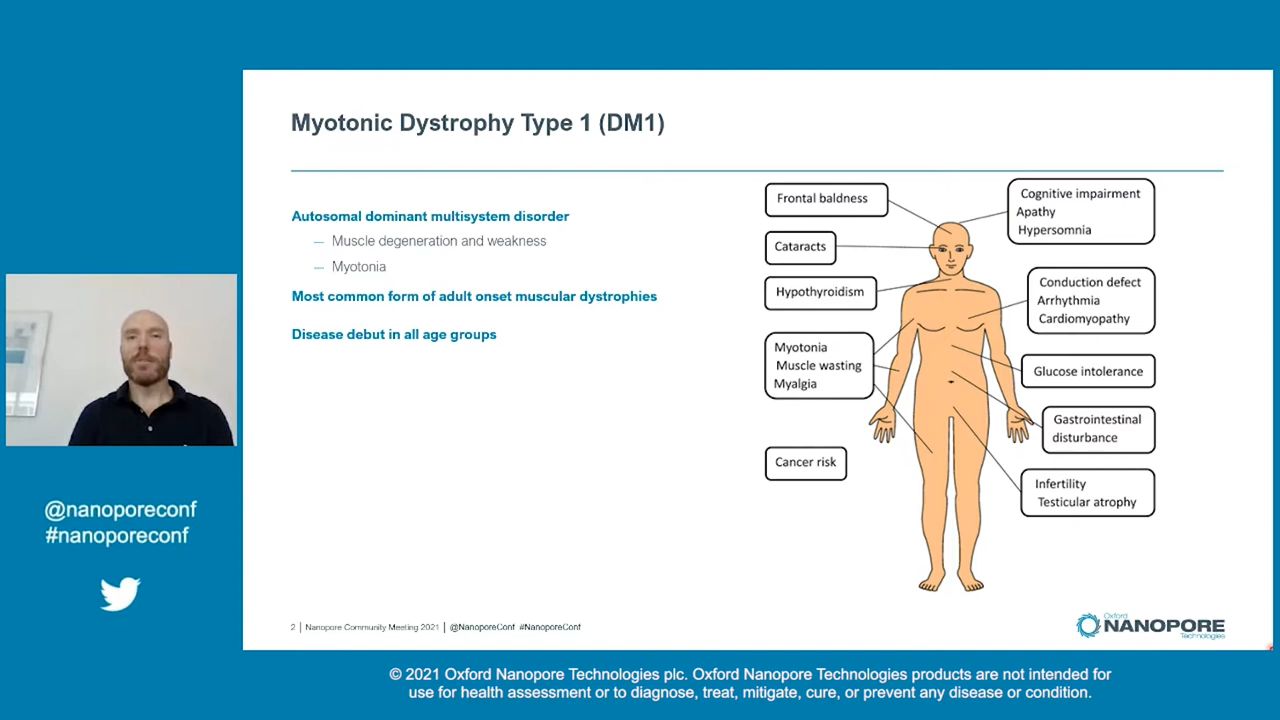 Myotonic Dystrophy Type 1 (DM1)
Autosomal dominant multisystem disorder
— Muscle degeneration and weakness
— Myotonia
Most common form of adult onset muscular dystrophies
Disease debut in all age groups
Frontal baldness
Cataracts
Hypothyroidism
Myotonia
Muscle wasting
Myalgia
Cancer risk
Cognitive impairment
Apathy
Hypersomnia
Conduction defect
Arrhythmia
Cardiomyopathy
Glucose intolerance
Gastrointestinal
disturbance
Infertility
Testicular atrophy
@nanoporeconf
#nanoporeconf
2 | Nanopore Community Meeting 2021 | @NanoporeConf #NanoporeConf
Oxford
NANOPORE
Technologies
© 2021 Oxford Nanopore Technologies plc. Oxford Nanopore Technologies products are not intended for
use for health assessment or to diagnose, treat, mitigate, cure, or prevent any disease or condition.